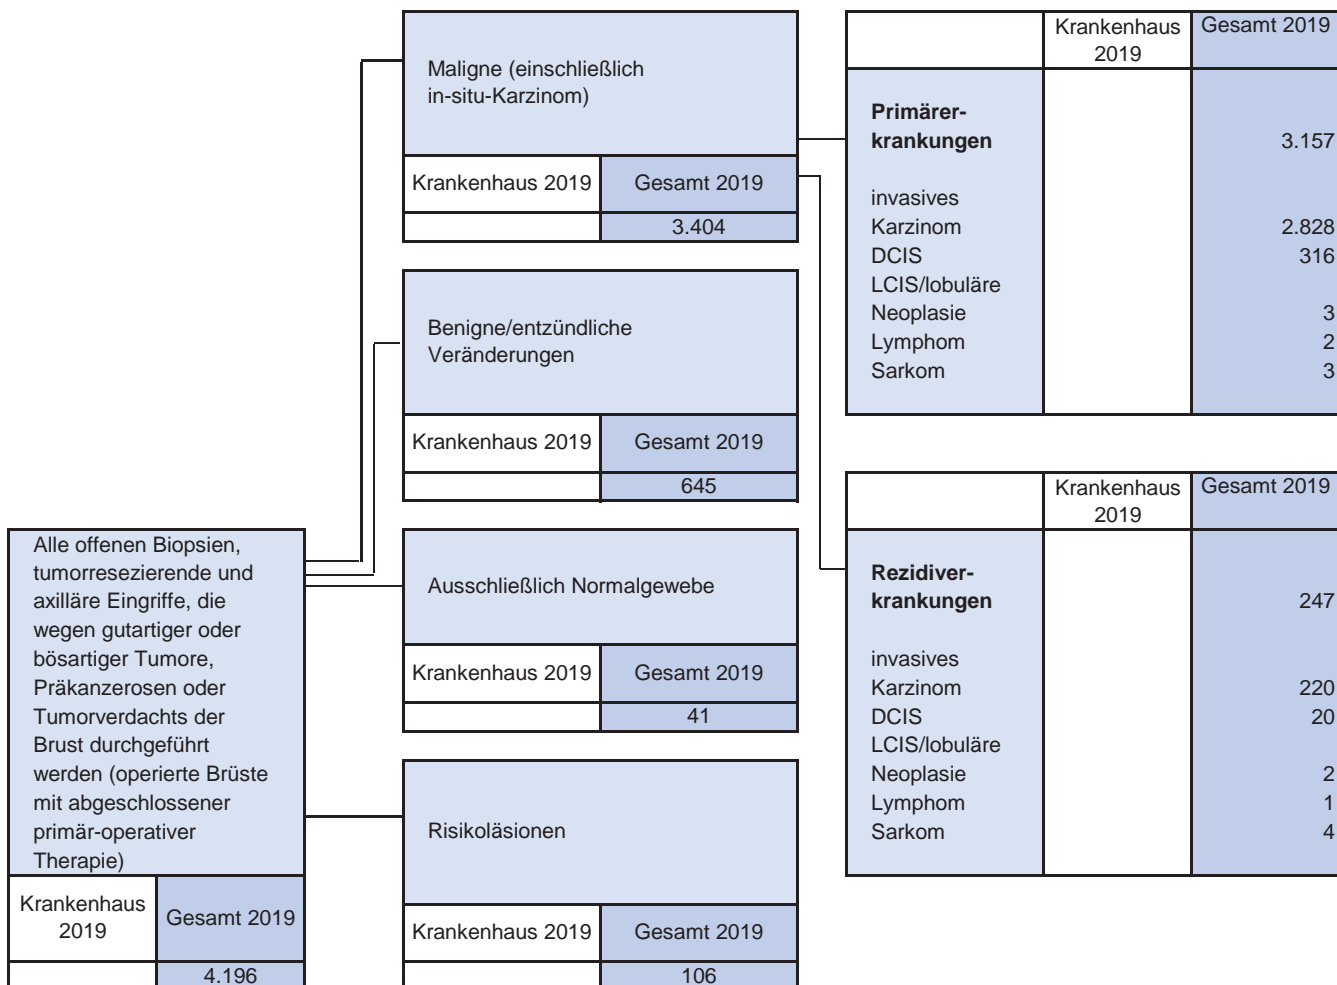 Maligne (einschließlich
in-situ-Karzinom)
Krankenhaus 2019 Gesamt 2019
3.404
Benigne/entzündliche
Veränderungen
Krankenhaus 2019 Gesamt 2019
645
Alle offenen Biopsien,
tumorresezierende und
axilläre Eingriffe, die
wegen gutartiger oder
bösartiger Tumore,
Präkanzerosen oder
Tumorverdachts der
Brust durchgeführt
werden (operierte Brüste
mit abgeschlossener
primär-operativer
Therapie)
Krankenhaus
2019
Gesamt 2019
4.196
Ausschließlich Normalgewebe
Krankenhaus 2019 Gesamt 2019
41
Risikoläsionen
Krankenhaus 2019 Gesamt 2019
106
Krankenhaus
2019
Gesamt 2019
Primärer-
krankungen 3.157
invasives
Karzinom 2.828
DCIS 316
LCIS/lobuläre
Neoplasie 3
Lymphom 2
Sarkom 3
Krankenhaus
2019
Gesamt 2019
Rezidiver-
krankungen 247
invasives
Karzinom 220
DCIS 20
LCIS/lobuläre
Neoplasie 2
Lymphom 1
Sarkom 4